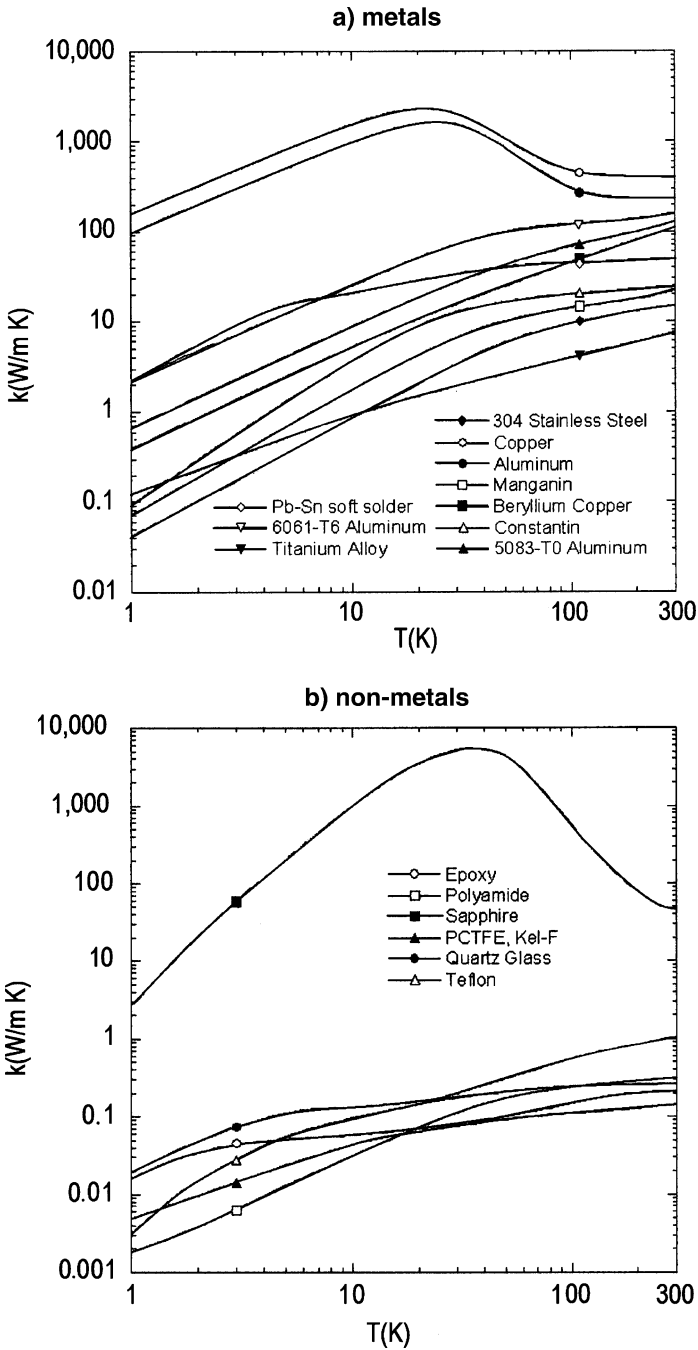 a) metals
10,000
1,000
100
10
1
0.1
0.01
k(W/m K)
304 Stainless Steel
Copper
Aluminum
Manganin
Pb-Sn soft solder
Beryllium Copper
6061-T6 Aluminum
Constantin
Titanium Alloy
5083-T0 Aluminum
1
10
100
300
T(K)
b) non-metals
10,000
1,000
100
10
1
0.1
0.01
0.001
k(W/m K)
Epoxy
Polyamide
Sapphire
PCTFE, Kel-F
Quartz Glass
Teflon
1
10
100
300
T(K)